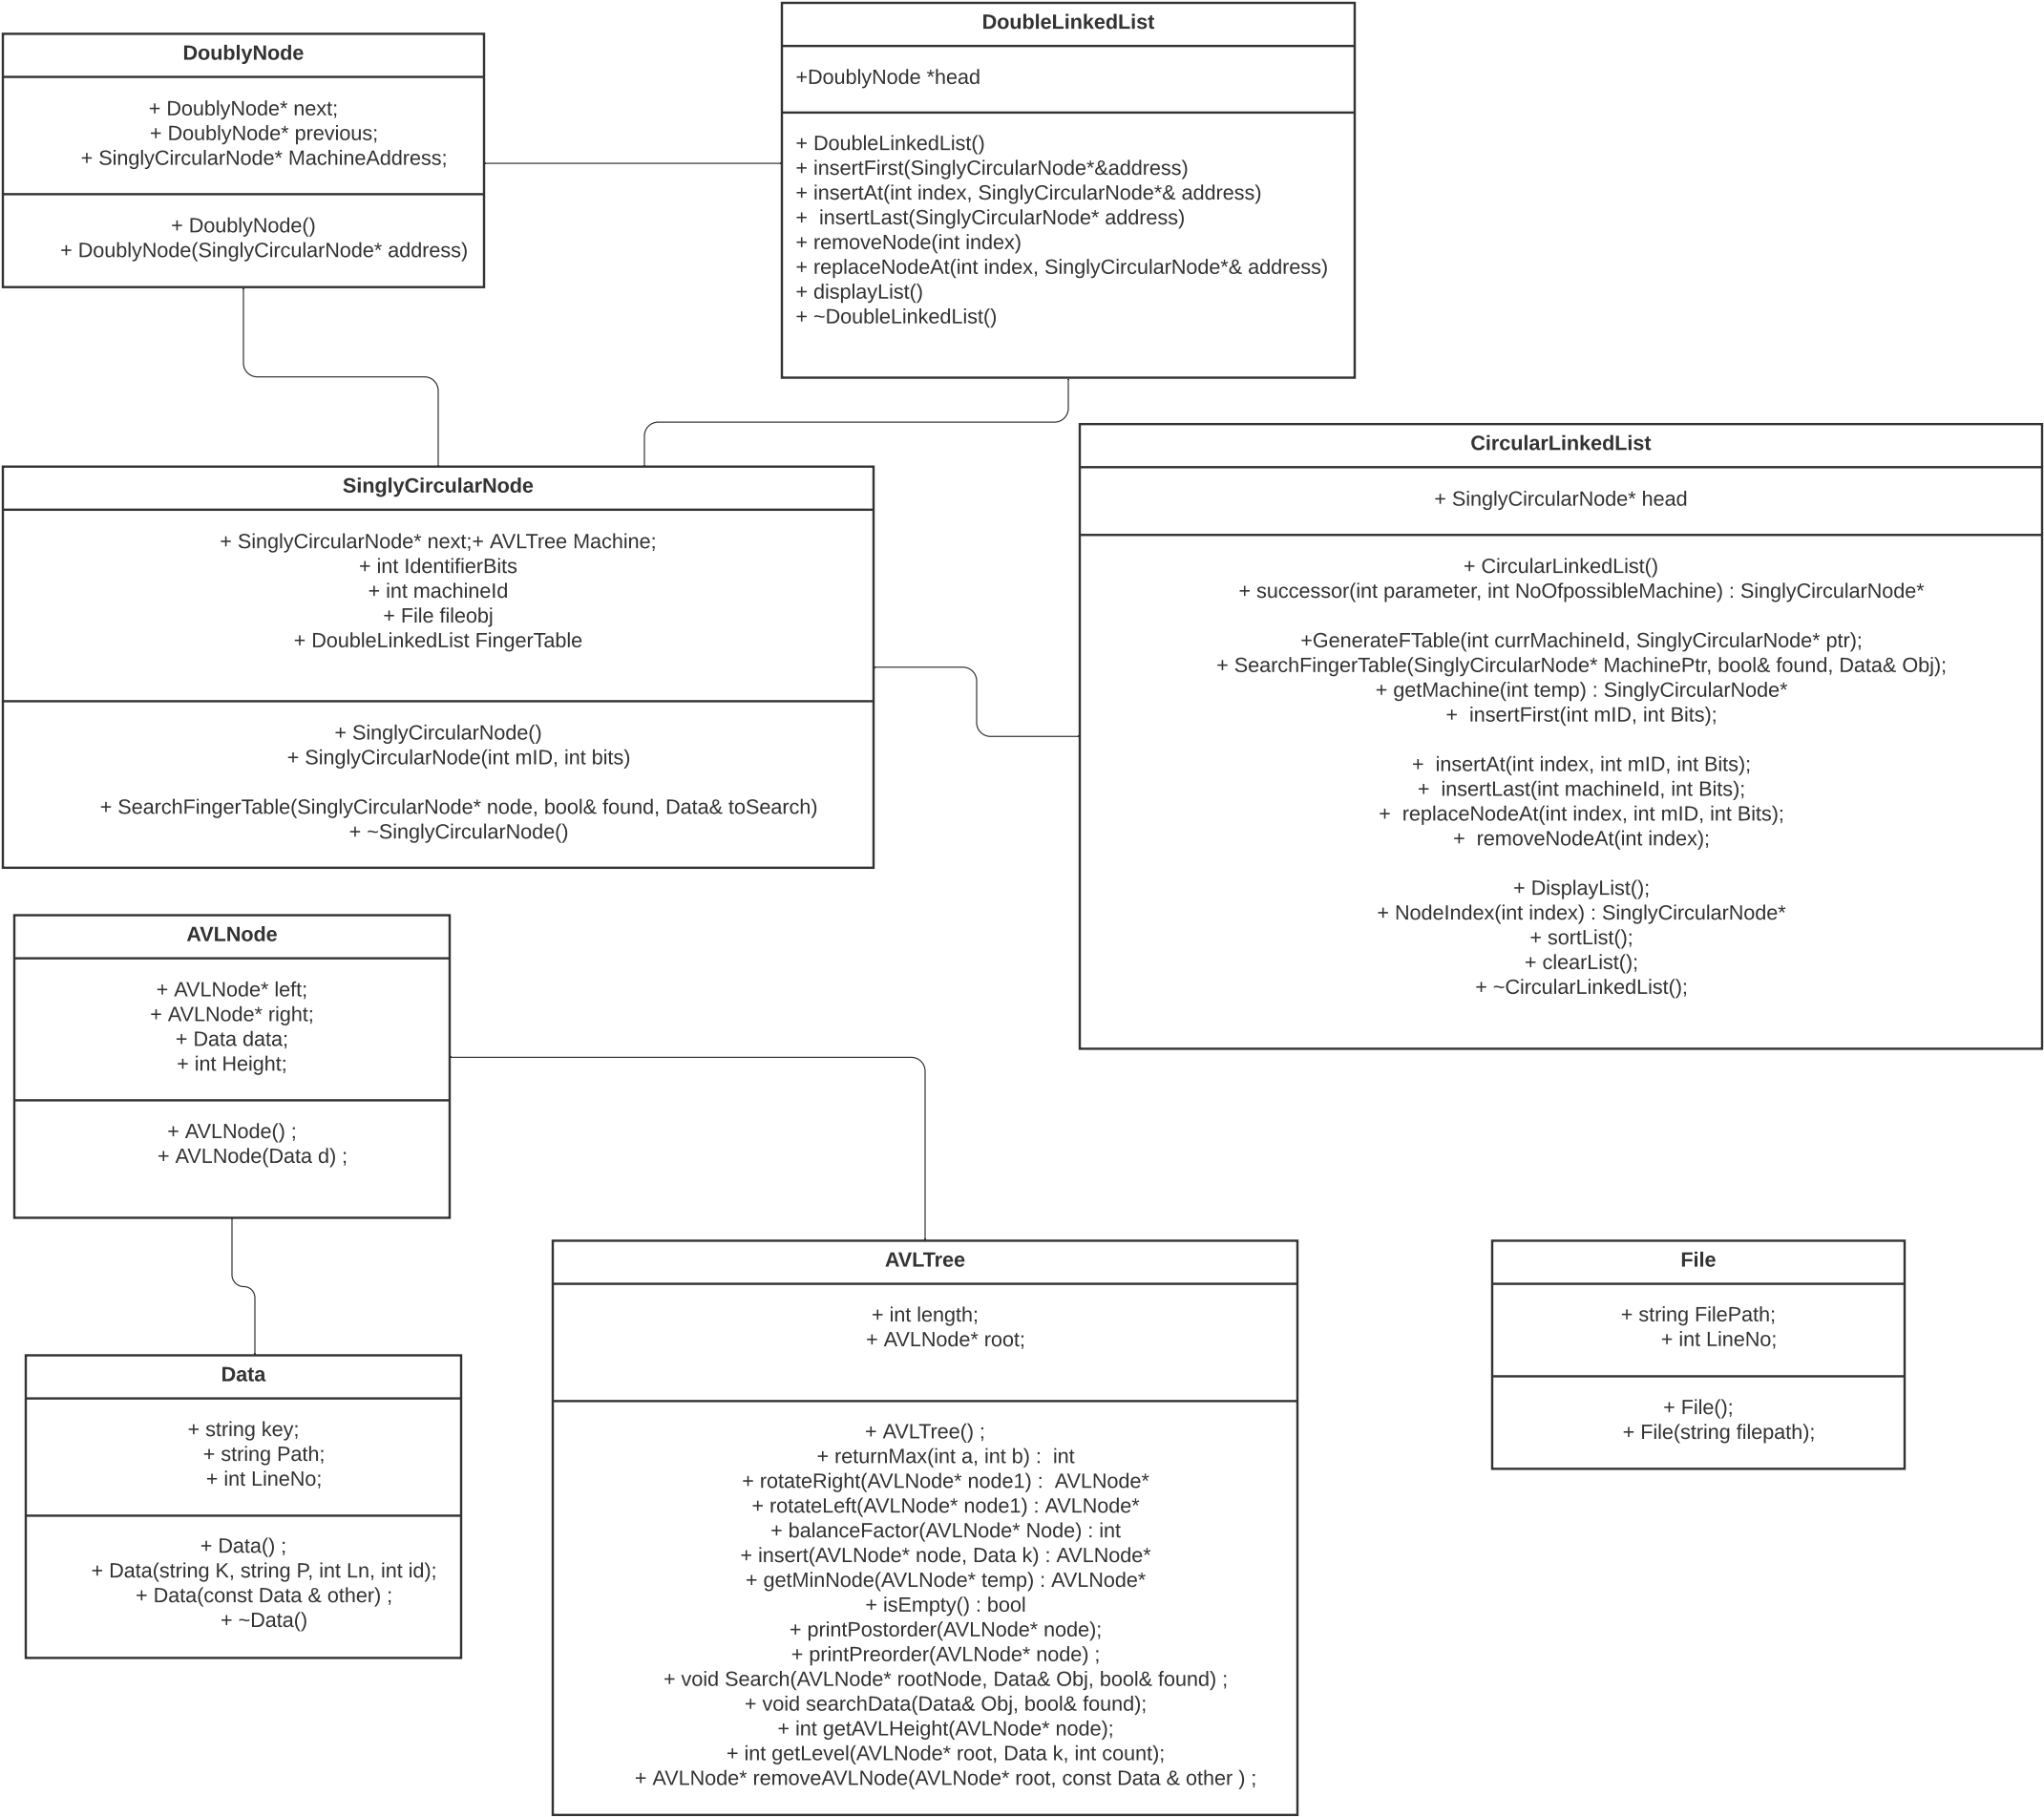 DoublyNode
+ DoublyNode* next;
+ DoublyNode* previous;
+ SinglyCircularNode* MachineAddress;
+ DoublyNode()
+ DoublyNode(SinglyCircularNode* address)
DoubleLinkedList
+DoublyNode *head
+ DoubleLinkedList()
+ insertFirst(SinglyCircularNode*&address)
+ insertAt(int index, SinglyCircularNode*& address)
+  insertLast(SinglyCircularNode* address)
+ removeNode(int index)
+ replaceNodeAt(int index, SinglyCircularNode*& address)
+ displayList()
+ ~DoubleLinkedList()
SinglyCircularNode
+ SinglyCircularNode* next;+ AVLTree Machine;
+ int IdentifierBits
+ int machineId
+ File fileobj
+ DoubleLinkedList FingerTable
+ SinglyCircularNode()
+ SinglyCircularNode(int mID, int bits)
+ SearchFingerTable(SinglyCircularNode* node, bool& found, Data& toSearch)
+ ~SinglyCircularNode()
CircularLinkedList
+ SinglyCircularNode* head
+ CircularLinkedList()
+ successor(int parameter, int NoOfpossibleMachine) : SinglyCircularNode*
+GenerateFTable(int currMachineId, SinglyCircularNode* ptr);
+ SearchFingerTable(SinglyCircularNode* MachinePtr, bool& found, Data& Obj);
+ getMachine(int temp) : SinglyCircularNode*
+  insertFirst(int mID, int Bits);
+  insertAt(int index, int mID, int Bits);
+  insertLast(int machineId, int Bits);
+  replaceNodeAt(int index, int mID, int Bits);
+  removeNodeAt(int index);
+ DisplayList();
+ NodeIndex(int index) : SinglyCircularNode*
+ sortList();
+ clearList();
+ ~CircularLinkedList();
AVLNode
+ AVLNode* left;
+ AVLNode* right;
+ Data data;
+ int Height;
+ AVLNode() ;
+ AVLNode(Data d) ;
Data
+ string key;
+ string Path;
+ int LineNo;
+ Data() ;
+ Data(string K, string P, int Ln, int id);
+ Data(const Data & other) ;
+ ~Data()
AVLTree
+ int length;
+ AVLNode* root;
+ AVLTree() ;
+ returnMax(int a, int b) :  int
+ rotateRight(AVLNode* node1) :  AVLNode*
+ rotateLeft(AVLNode* node1) : AVLNode*
+ balanceFactor(AVLNode* Node) : int
+ insert(AVLNode* node, Data k) : AVLNode*
+ getMinNode(AVLNode* temp) : AVLNode*
+ isEmpty() : bool
+ printPostorder(AVLNode* node);
+ printPreorder(AVLNode* node) ;
+ void Search(AVLNode* rootNode, Data& Obj, bool& found) ;
+ void searchData(Data& Obj, bool& found);
+ int getAVLHeight(AVLNode* node);
+ int getLevel(AVLNode* root, Data k, int count);
+ AVLNode* removeAVLNode(AVLNode* root, const Data & other ) ;
File
+ string FilePath;
+ int LineNo;
+ File();
+ File(string filepath);